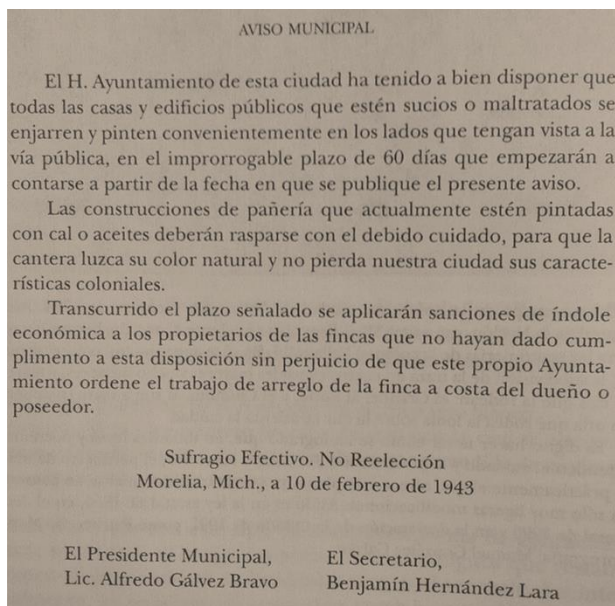 AVISO MUNICIPAL
El H. Ayuntamiento de esta ciudad ha tenido a bien disponer que
todas las casas y edificios públicos que estén sucios o maltratados se
enjarren y pinten convenientemente en los lados que tengan vista a la
vía pública, en el improrrogable plazo de 60 días que empezarán a
contarse a partir de la fecha en que se publique el presente aviso.
Las construcciones de pañería que actualmente estén pintadas
con cal o aceites deberán rasparse con el debido cuidado, para que la
cantera luzca su color natural y no pierda nuestra ciudad sus caracte-
rísticas coloniales.
Transcurrido el plazo señalado se aplicarán sanciones de índole
económica a los propietarios de las fincas que no hayan dado cum-
plimento a esta disposición sin perjuicio de que este propio Ayunta-
miento ordene el trabajo de arreglo de la finca a costa del dueño o
poseedor.
Sufragio Efectivo. No Reelección
Morelia, Mich., a 10 de febrero de 1943
El Presidente Municipal,
Lic. Alfredo Gálvez Bravo
El Secretario,
Benjamín Hernández Lara